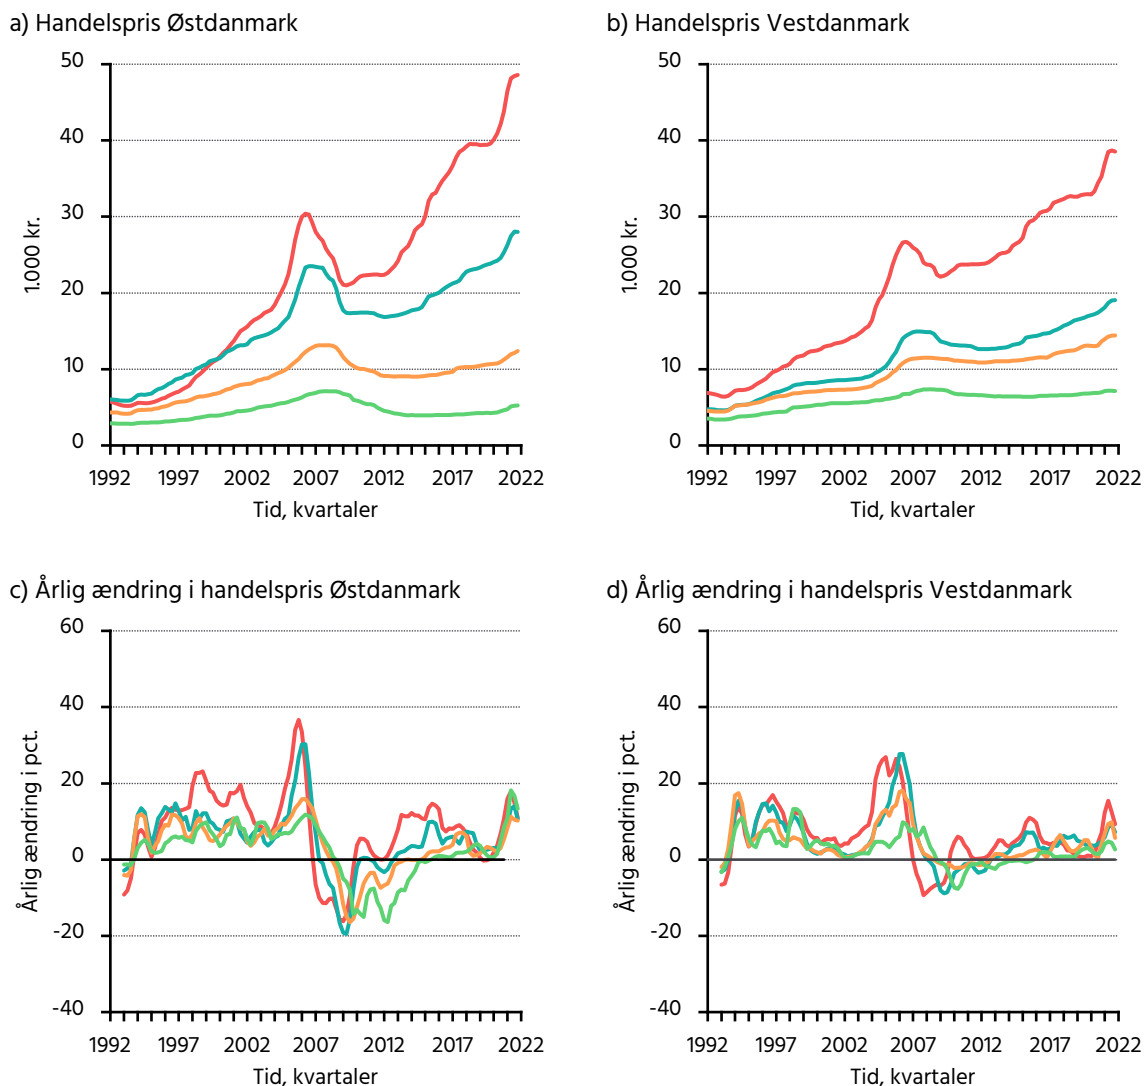 a) Handelspris Østdanmark
1.000 kr.
50
40
30
20
10
0
1992 1997 2002 2007 2012 2017 2022
Tid, kvartaler
b) Handelspris Vestdanmark
1.000 kr.
50
40
30
20
10
0
1992 1997 2002 2007 2012 2017 2022
Tid, kvartaler
c) Årlig ændring i handelspris Østdanmark
Årlig ændring i pct.
60
40
20
0
-20
-40
1992 1997 2002 2007 2012 2017 2022
Tid, kvartaler
d) Årlig ændring i handelspris Vestdanmark
Årlig ændring i pct.
60
40
20
0
-20
-40
1992 1997 2002 2007 2012 2017 2022
Tid, kvartaler